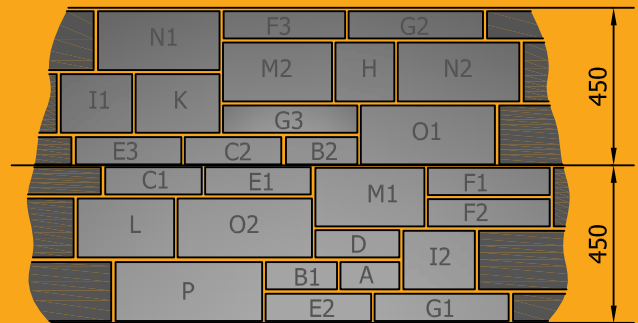 N1 F3 G2
M2 H N2
I1 K 450
G3 O1
E3 C2 B2
C1 E1 M1 F1
F2
L O2
D I2 450
P B1 A
E2 G1